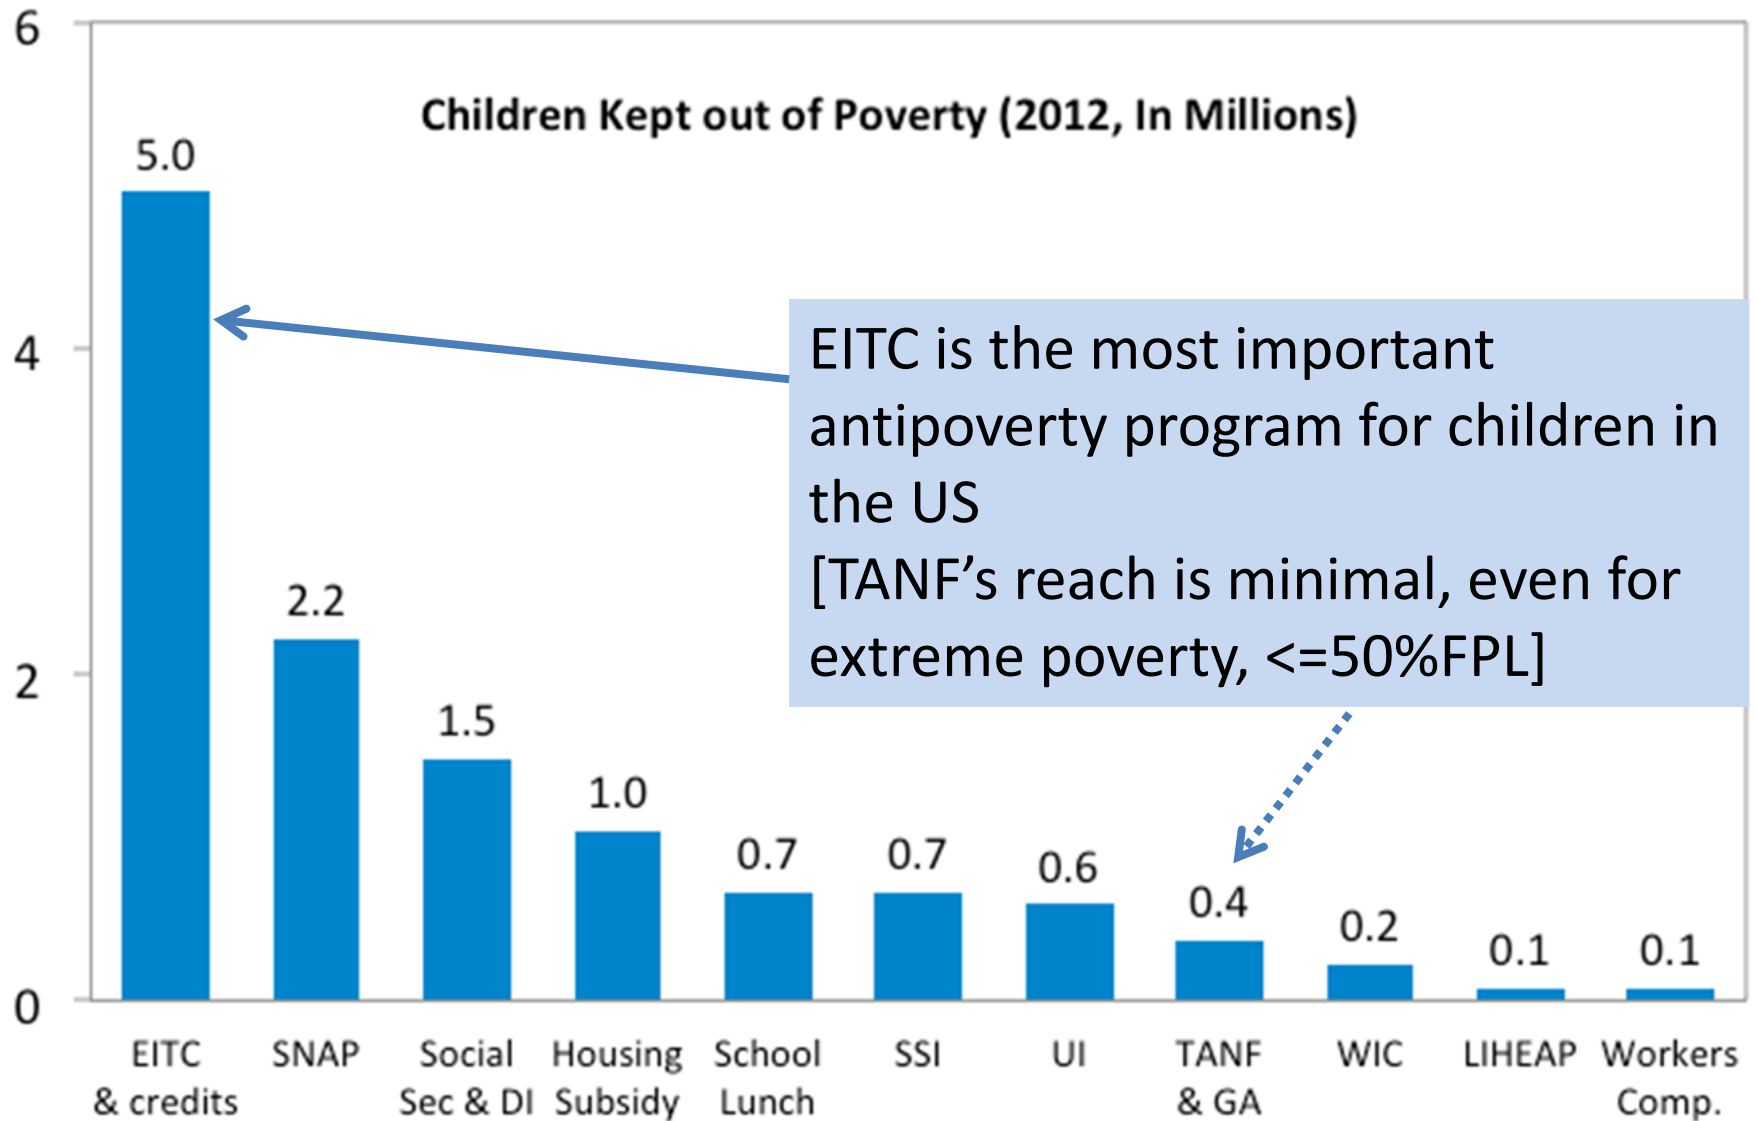 6
Children Kept out of Poverty (2012, In Millions)
5.0
4
EITC is the most important
antipoverty program for children in
the US
[TANF’s reach is minimal, even for
extreme poverty, <=50%FPL]
2.2
2
1.5
1.0
0.7
0.7
0.6
0.4
0.2
0.1
0.1
0
EITC
& credits
SNAP
Social
Sec & DI
Housing
Subsidy
School
Lunch
SSI
UI
TANF
& GA
WIC
LIHEAP
Workers
Comp.